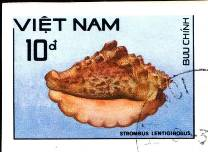 VIỆT NAM
10đ
BƯU CHÍNH
STROMBUS LENTIGINOSUS